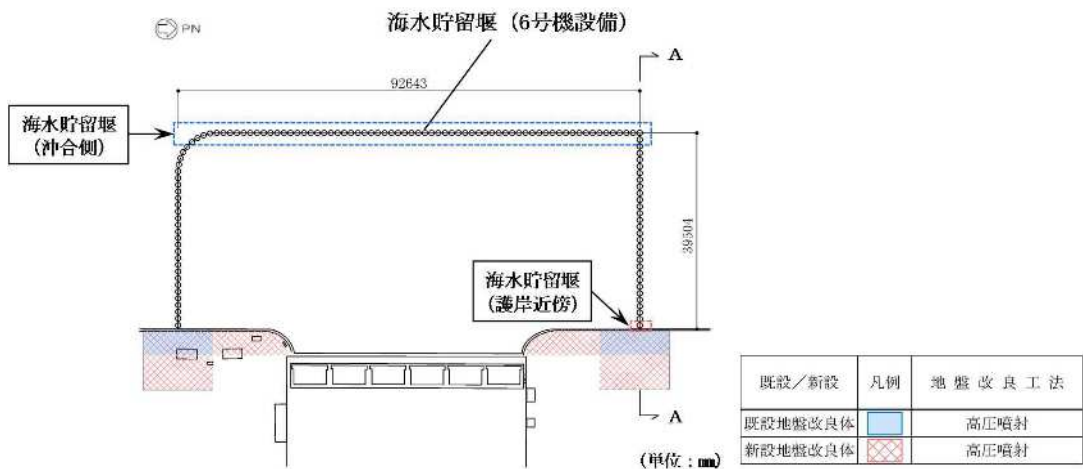 PN
海水貯留堰（6号機設備）
A
92643
海水貯留堰
（沖合側）
39504
海水貯留堰
（護岸近傍）
A
（単位：mm）
既設／新設 凡例 地盤改良工法
既設地盤改良体 高圧噴射
新設地盤改良体 高圧噴射